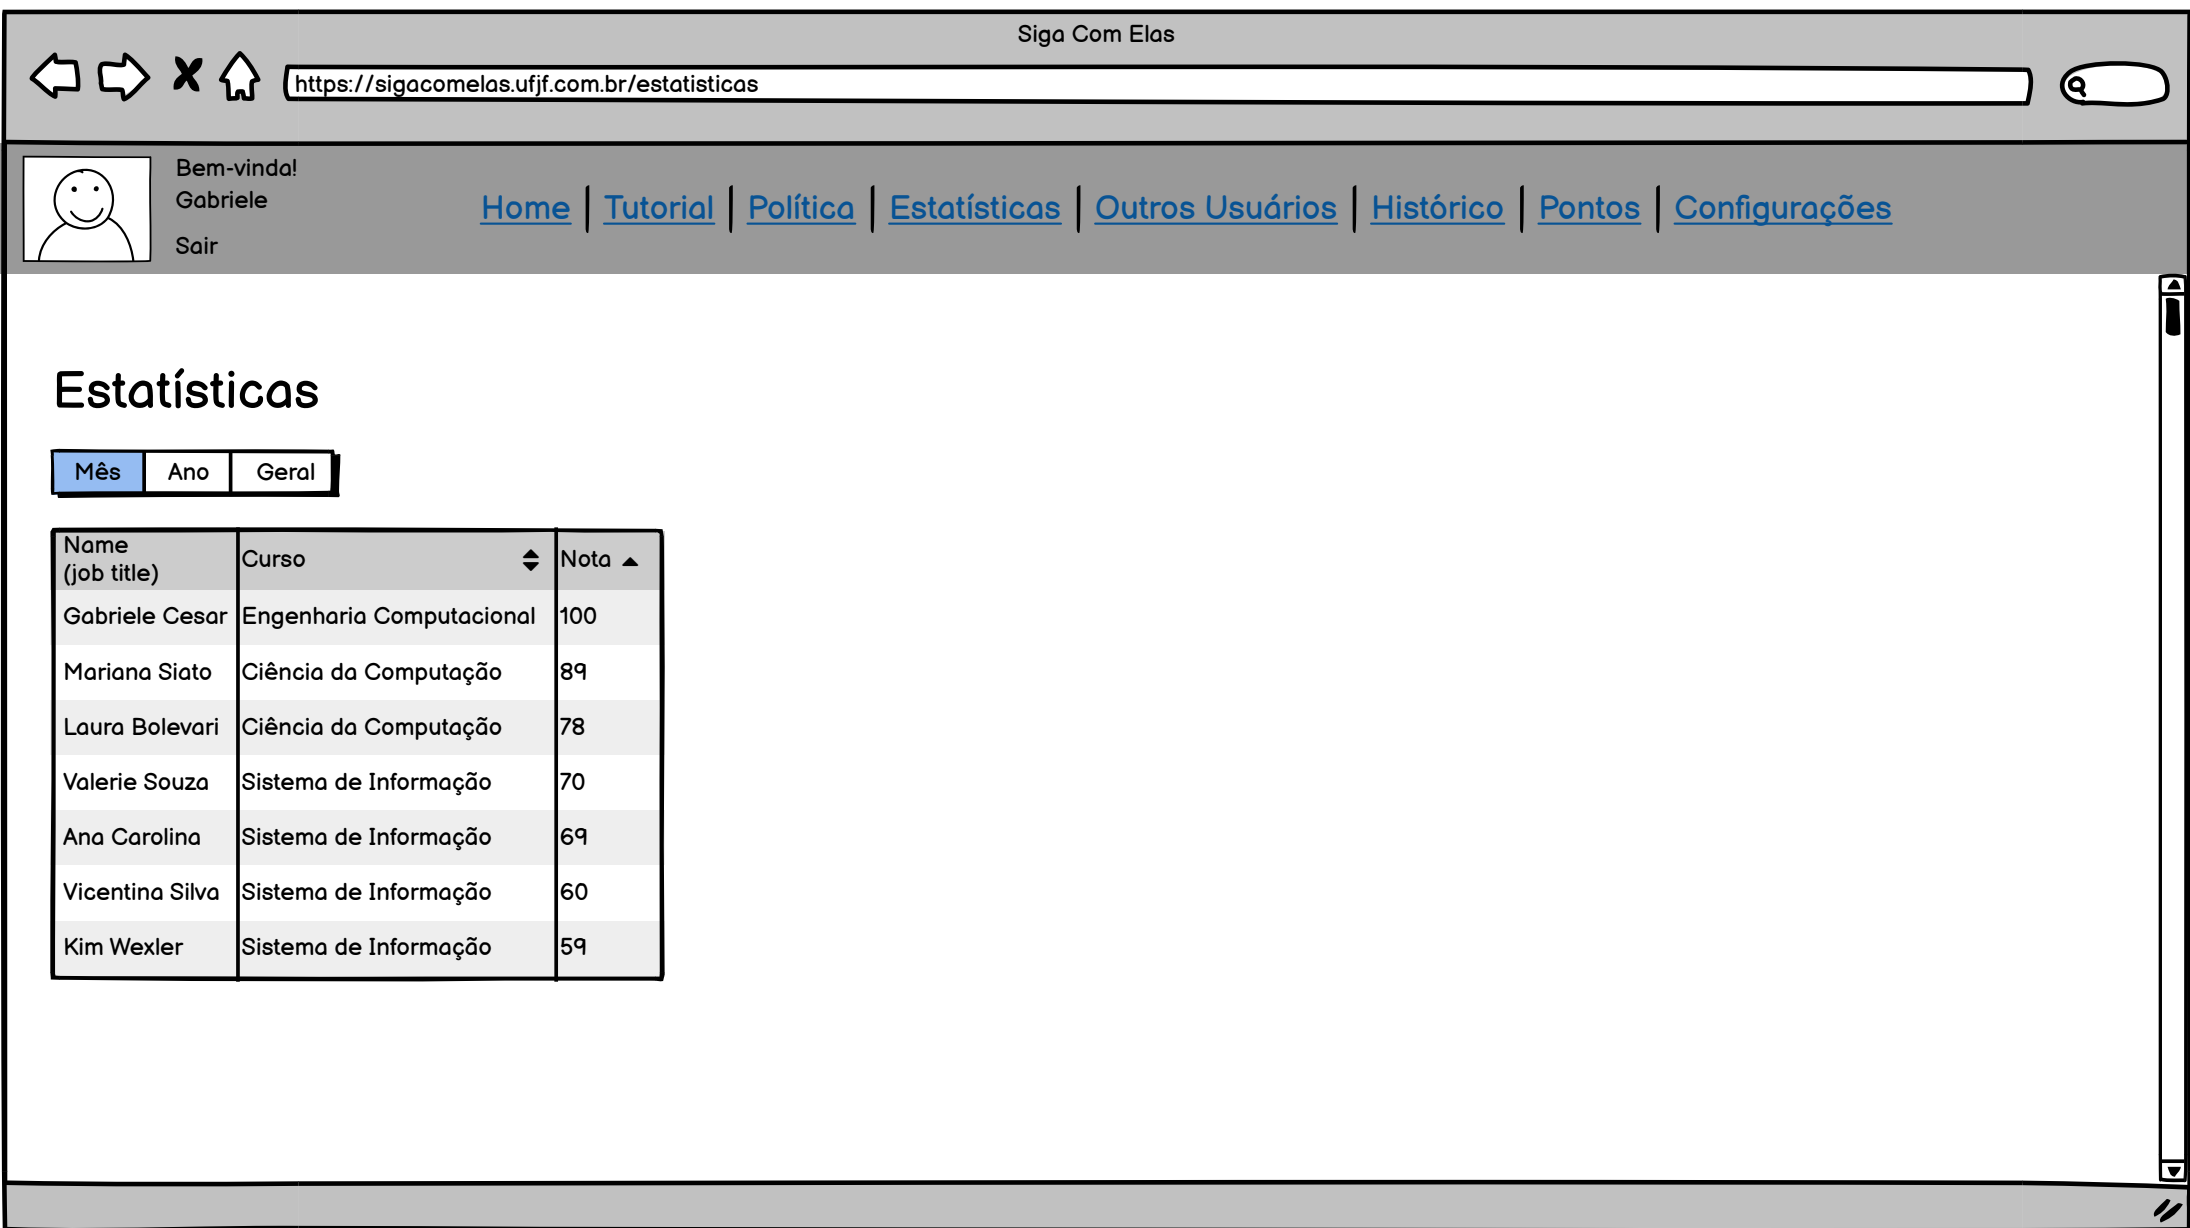 Siga Com Elas
https://sigacomelas.ufjf.com.br/estatisticas
Bem-vinda!
Gabriele
Sair
Home Tutorial Política Estatísticas Outros Usuários Histórico Pontos Configurações
Estatísticas
Mês Ano Geral
Name
(job title) Curso Nota
Gabriele Cesar Engenharia Computacional 100
Mariana Siato Ciência da Computação 89
Laura Bolevari Ciência da Computação 78
Valerie Souza Sistema de Informação 70
Ana Carolina Sistema de Informação 69
Vicentina Silva Sistema de Informação 60
Kim Wexler Sistema de Informação 59